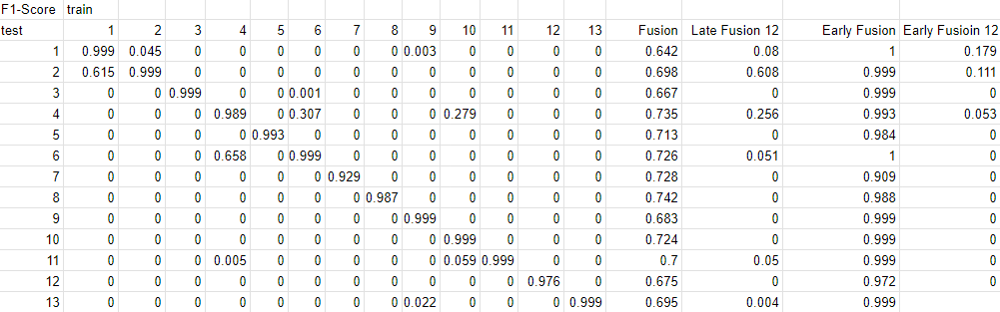 F1-Score train
test 1 2 3 4 5 6 7 8 9 10 11 12 13 Fusion Late Fusion 12 Early Fusion Early Fusioin 12
1 0.999 0.045 0 0 0 0 0 0 0.003 0 0 0 0 0.642 0.08 1 0.179
2 0.615 0.999 0 0 0 0 0 0 0 0 0 0 0 0.698 0.608 0.999 0.111
3 0 0 0.999 0 0 0.001 0 0 0 0 0 0 0 0.667 0 0.999 0
4 0 0 0 0.989 0 0.307 0 0 0 0.279 0 0 0 0.735 0.256 0.993 0.053
5 0 0 0 0 0.993 0 0 0 0 0 0 0 0 0.713 0 0.984 0
6 0 0 0 0.658 0 0.999 0 0 0 0 0 0 0 0.726 0.051 1 0
7 0 0 0 0 0 0 0.929 0 0 0 0 0 0 0.728 0 0.909 0
8 0 0 0 0 0 0 0 0.987 0 0 0 0 0 0.742 0 0.988 0
9 0 0 0 0 0 0 0 0 0.999 0 0 0 0 0.683 0 0.999 0
10 0 0 0 0 0 0 0 0 0 0.999 0 0 0 0.724 0 0.999 0
11 0 0 0 0.005 0 0 0 0 0 0.059 0.999 0 0 0.7 0.05 0.999 0
12 0 0 0 0 0 0 0 0 0 0 0 0.976 0 0.675 0 0.972 0
13 0 0 0 0 0 0 0 0 0.022 0 0 0 0.999 0.695 0.004 0.999